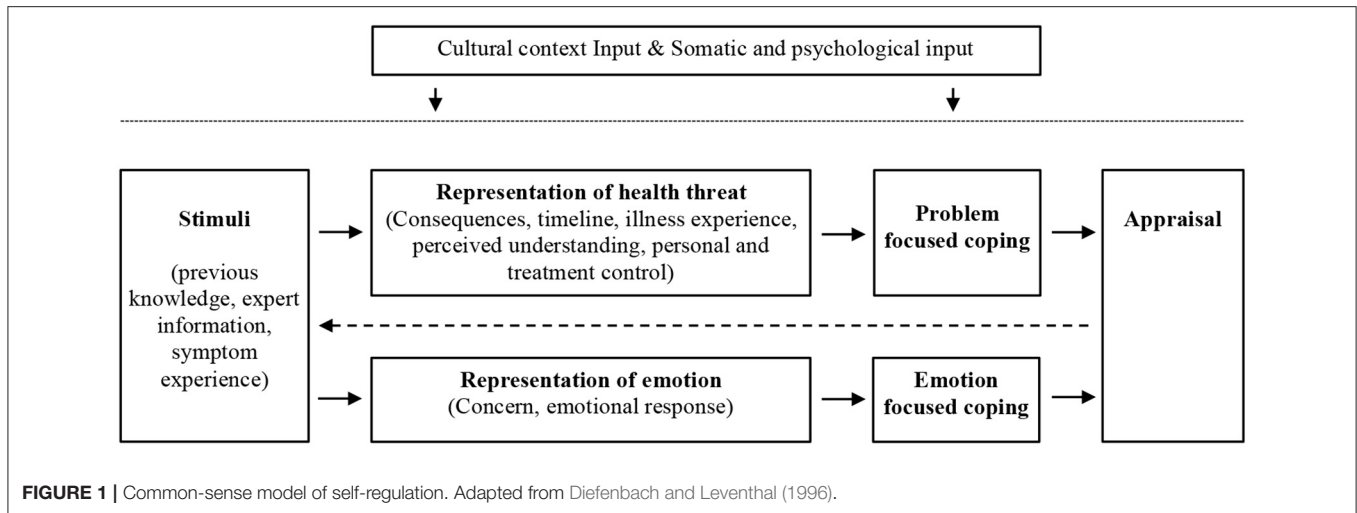 Cultural context Input & Somatic and psychological input
Stimuli
(previous
knowledge, expert
information,
symptom
experience)
Representation of health threat
(Consequences, timeline, illness experience,
perceived understanding, personal and
treatment control)
Problem
focused coping
Appraisal
Representation of emotion
(Concern, emotional response)
Emotion
focused coping
FIGURE 1 | Common-sense model of self-regulation. Adapted from Diefenbach and Leventhal (1996).